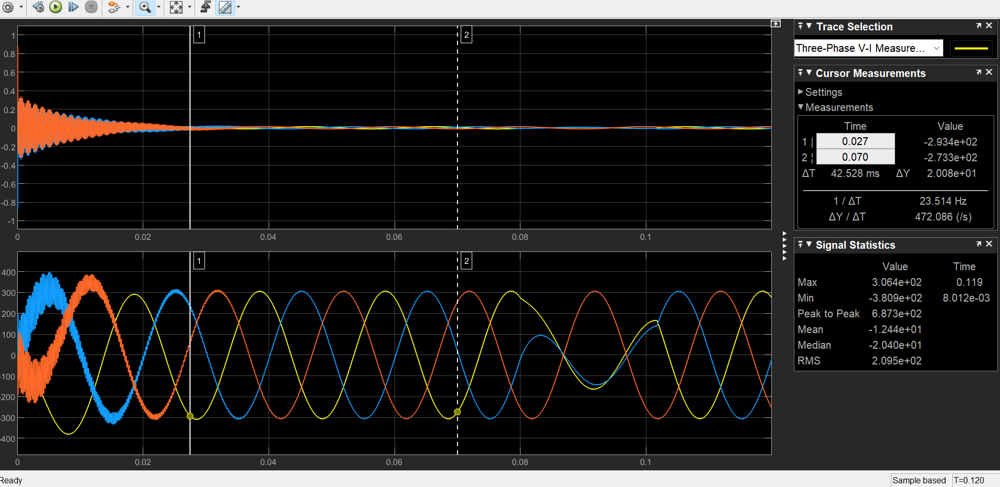 1
0.8
0.6
0.4
0.2
0
-0.2
-0.4
-0.6
-0.8
-1
1
2
0
0.02
0.04
0.06
0.08
0.1
400
300
200
100
0
-100
-200
-300
-400
1
2
0
0.02
0.04
0.06
0.08
0.1
Trace Selection
Three-Phase V-I Measure...
Cursor Measurements
Settings
Measurements
Time Value
1 | 0.027 -2.934e+02
2 ¦ 0.070 -2.733e+02
ΔT 42.528 ms ΔY 2.008e+01
1 / ΔT 23.514 Hz
ΔY / ΔT 472.086 (/s)
Signal Statistics
Value Time
Max 3.064e+02 0.119
Min -3.809e+02 8.012e-03
Peak to Peak 6.873e+02
Mean -1.244e+01
Median -2.040e+01
RMS 2.095e+02
Ready
Sample based T=0.120